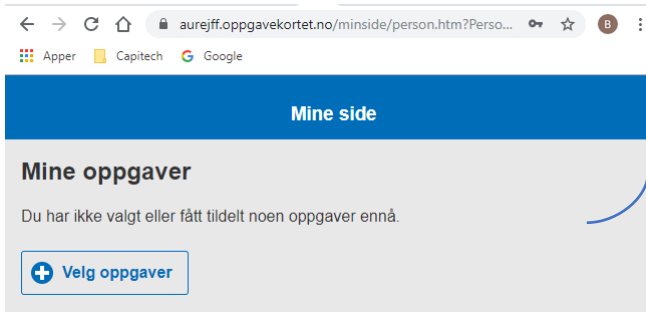 aurejff.oppgavekortet.no/minside/person.htm?Perso...
B
Apper Capitech G Google
Mine side
Mine oppgaver
Du har ikke valgt eller fått tildelt noen oppgaver ennå.
Velg oppgaver